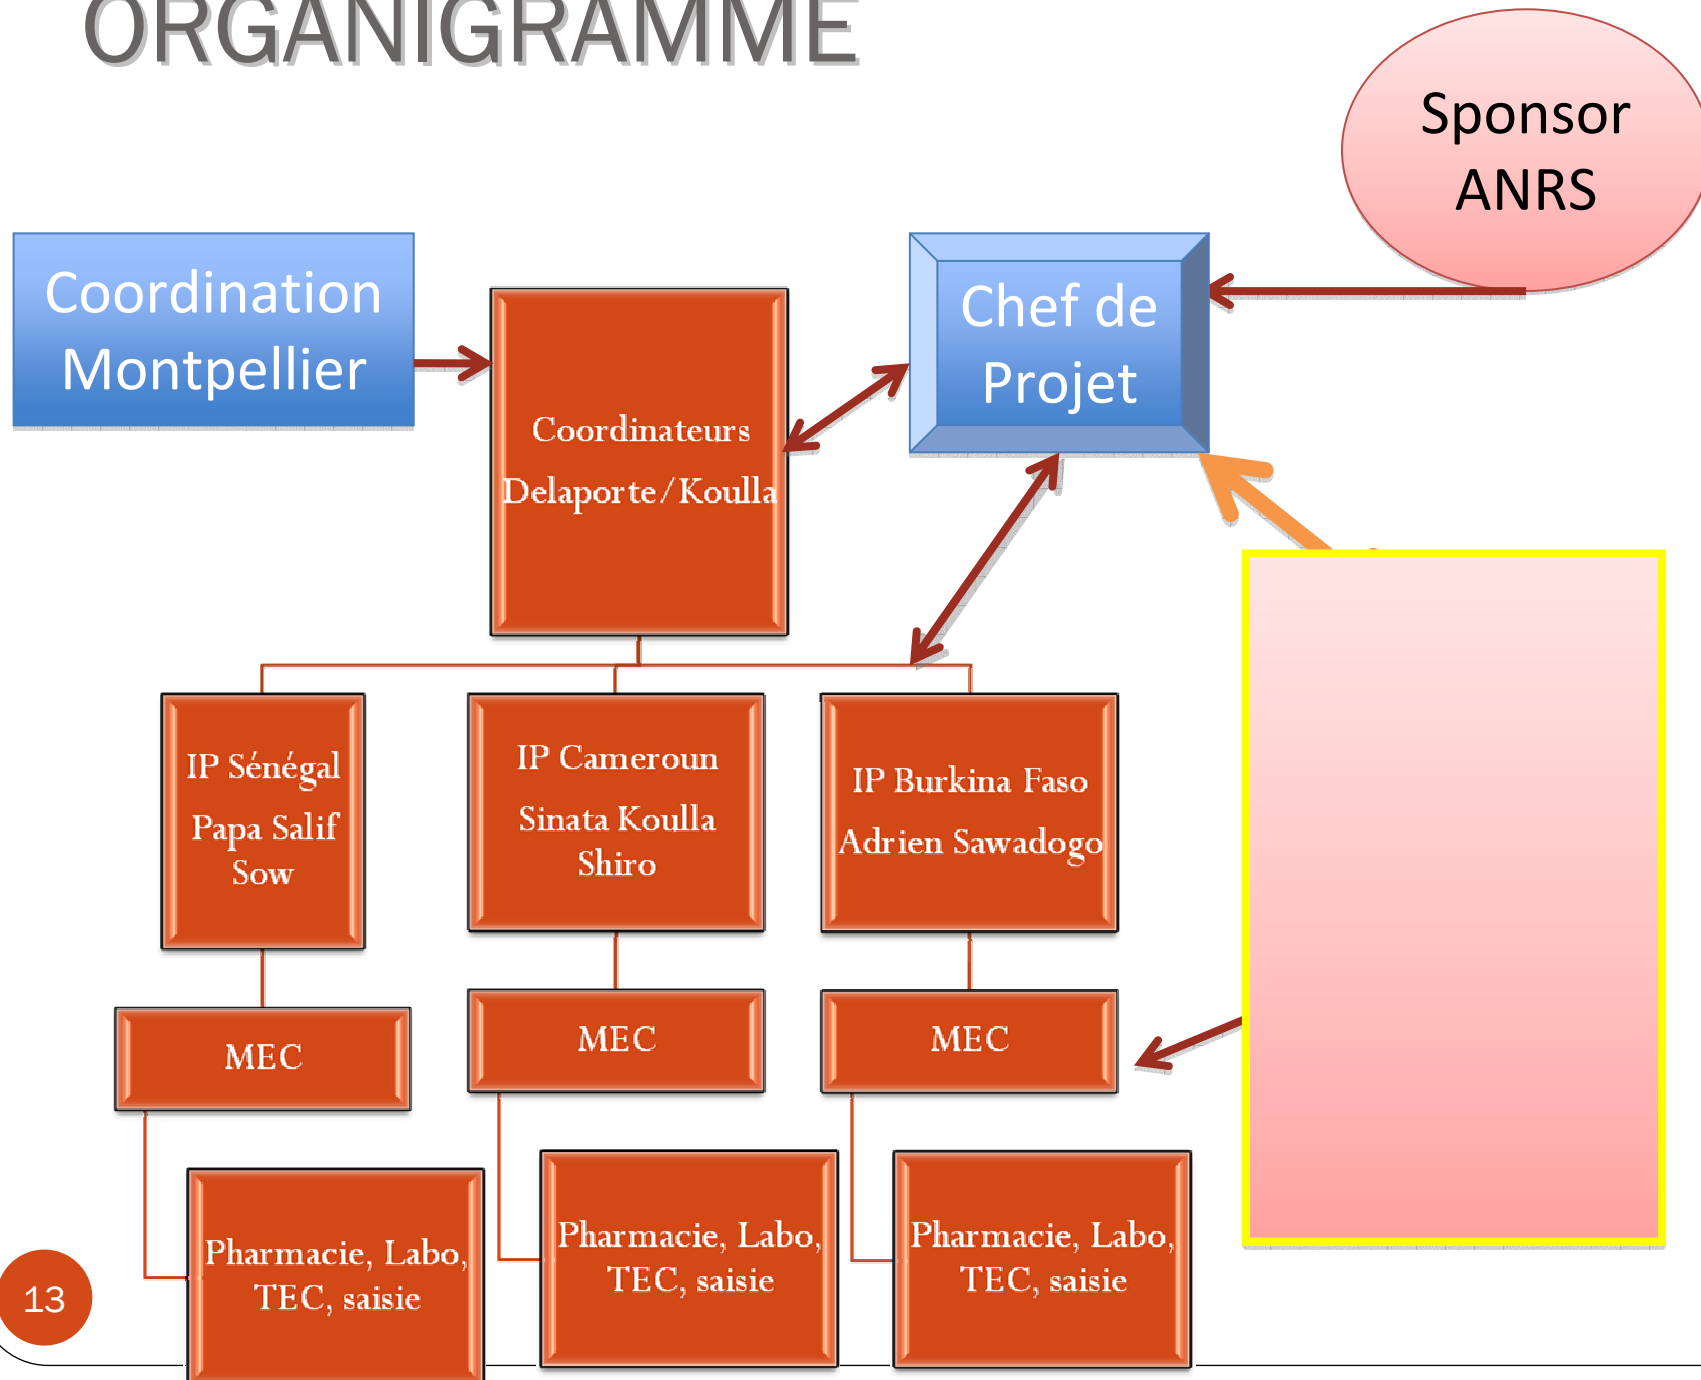 ORGANIGRAMME
Sponsor
ANRS
Coordination
Montpellier
Chef de
Projet
Coordinateurs
Delaporte/Koulla
IP Sénégal
Papa Salif
Sow
IP Cameroun
Sinata Koulla
Shiro
IP Burkina Faso
Adrien Sawadogo
MEC
MEC
MEC
Pharmacie, Labo,
TEC, saisie
Pharmacie, Labo,
TEC, saisie
Pharmacie, Labo,
TEC, saisie
13